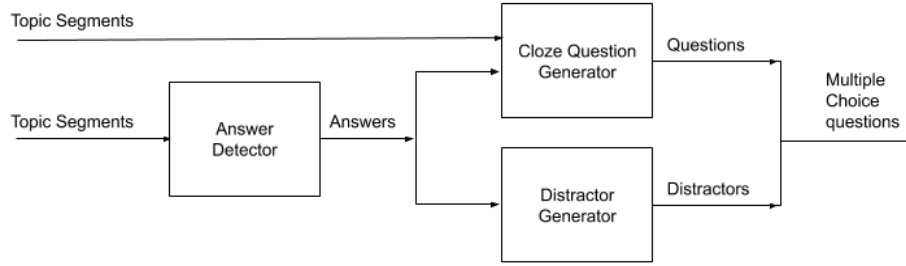 Topic Segments
Cloze Question
Generator
Questions
Multiple
Choice
questions
Topic Segments
Answer
Detector
Answers
Distractor
Generator
Distractors